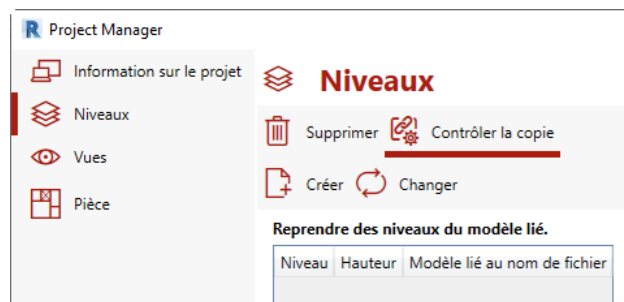 R Project Manager
Information sur le projet
Niveaux
Vues
Pièce
Niveaux
Supprimer Contrôler la copie
Créer Changer
Reprendre des niveaux du modèle lié.
Niveau Hauteur Modèle lié au nom de fichier